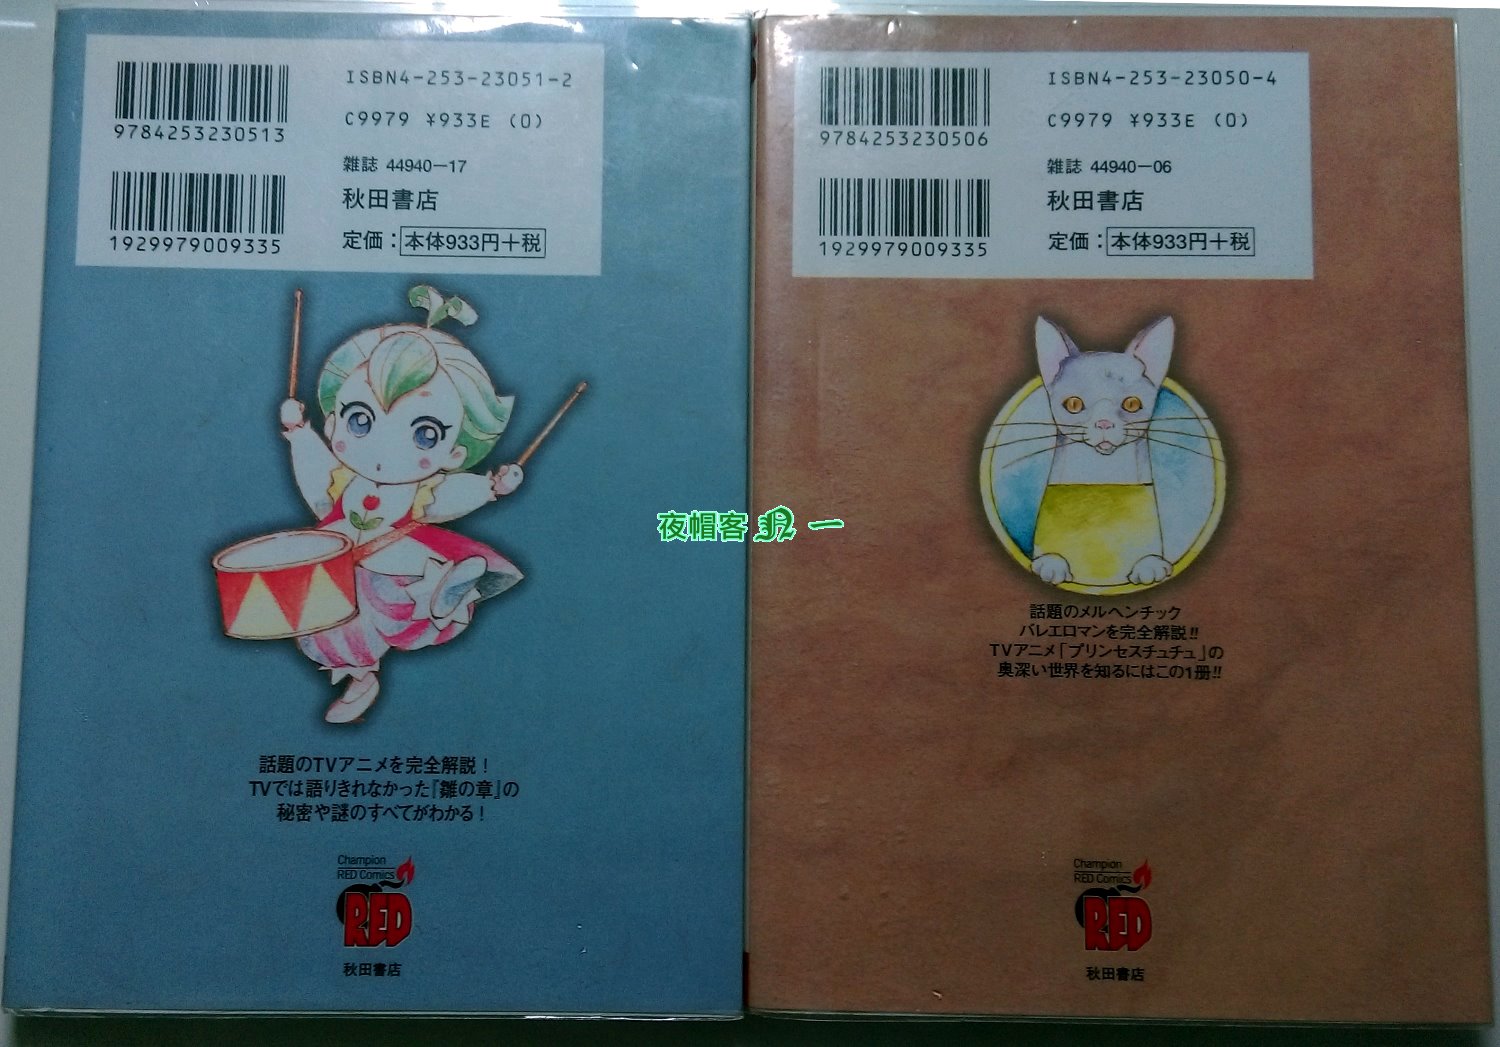 ISBN4-253-23051-2
9784253230513
C9979 ¥933E (0)
雑誌 44940-17
秋田書店
1929979009335
定価：本体933円＋税
話題のTVアニメを完全解説！
TVでは語りきれなかった『雛の章』の
秘密や謎のすべてがわかる！
Champion
RED Comics
RED
秋田書店
ISBN4-253-23050-4
9784253230506
C9979 ¥933E (0)
雑誌 44940-06
秋田書店
1929979009335
定価：本体933円＋税
話題のメルヘンチック
バレエロマンを完全解説!!
TVアニメ「プリンセスチュチュ」の
奥深い世界を知るにはこの1冊!!
Champion
RED Comics
RED
秋田書店
夜帽客 N 一